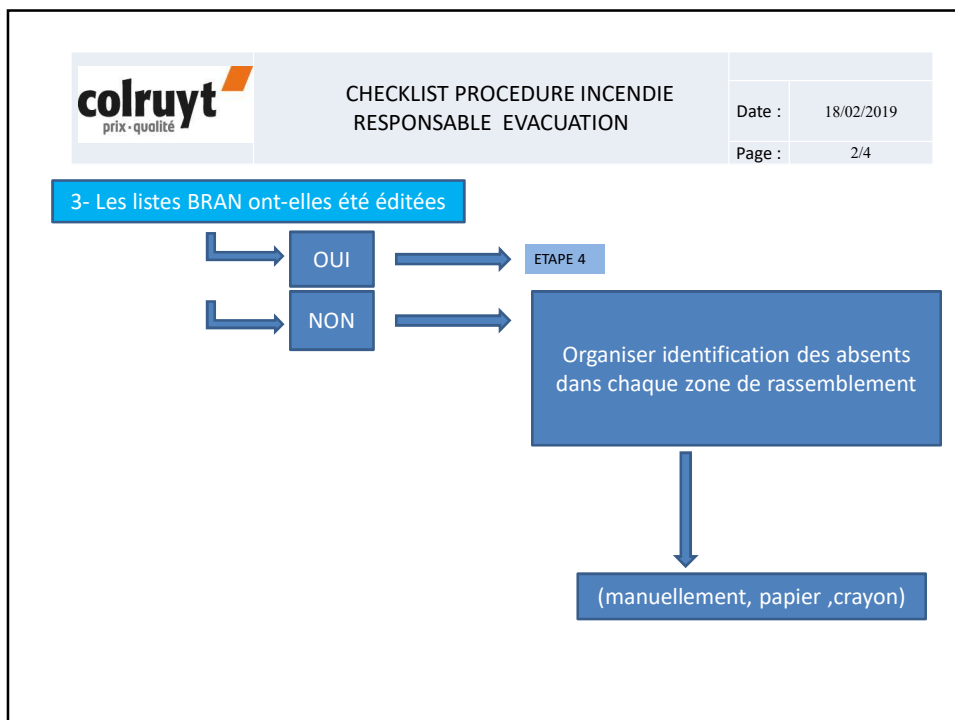 colruyt
prix·qualité
CHECKLIST PROCEDURE INCENDIE
RESPONSABLE EVACUATION
Date :
18/02/2019
Page :
2/4
3- Les listes BRAN ont-elles été éditées
OUI
ETAPE 4
NON
Organiser identification des absents
dans chaque zone de rassemblement
(manuellement, papier ,crayon)